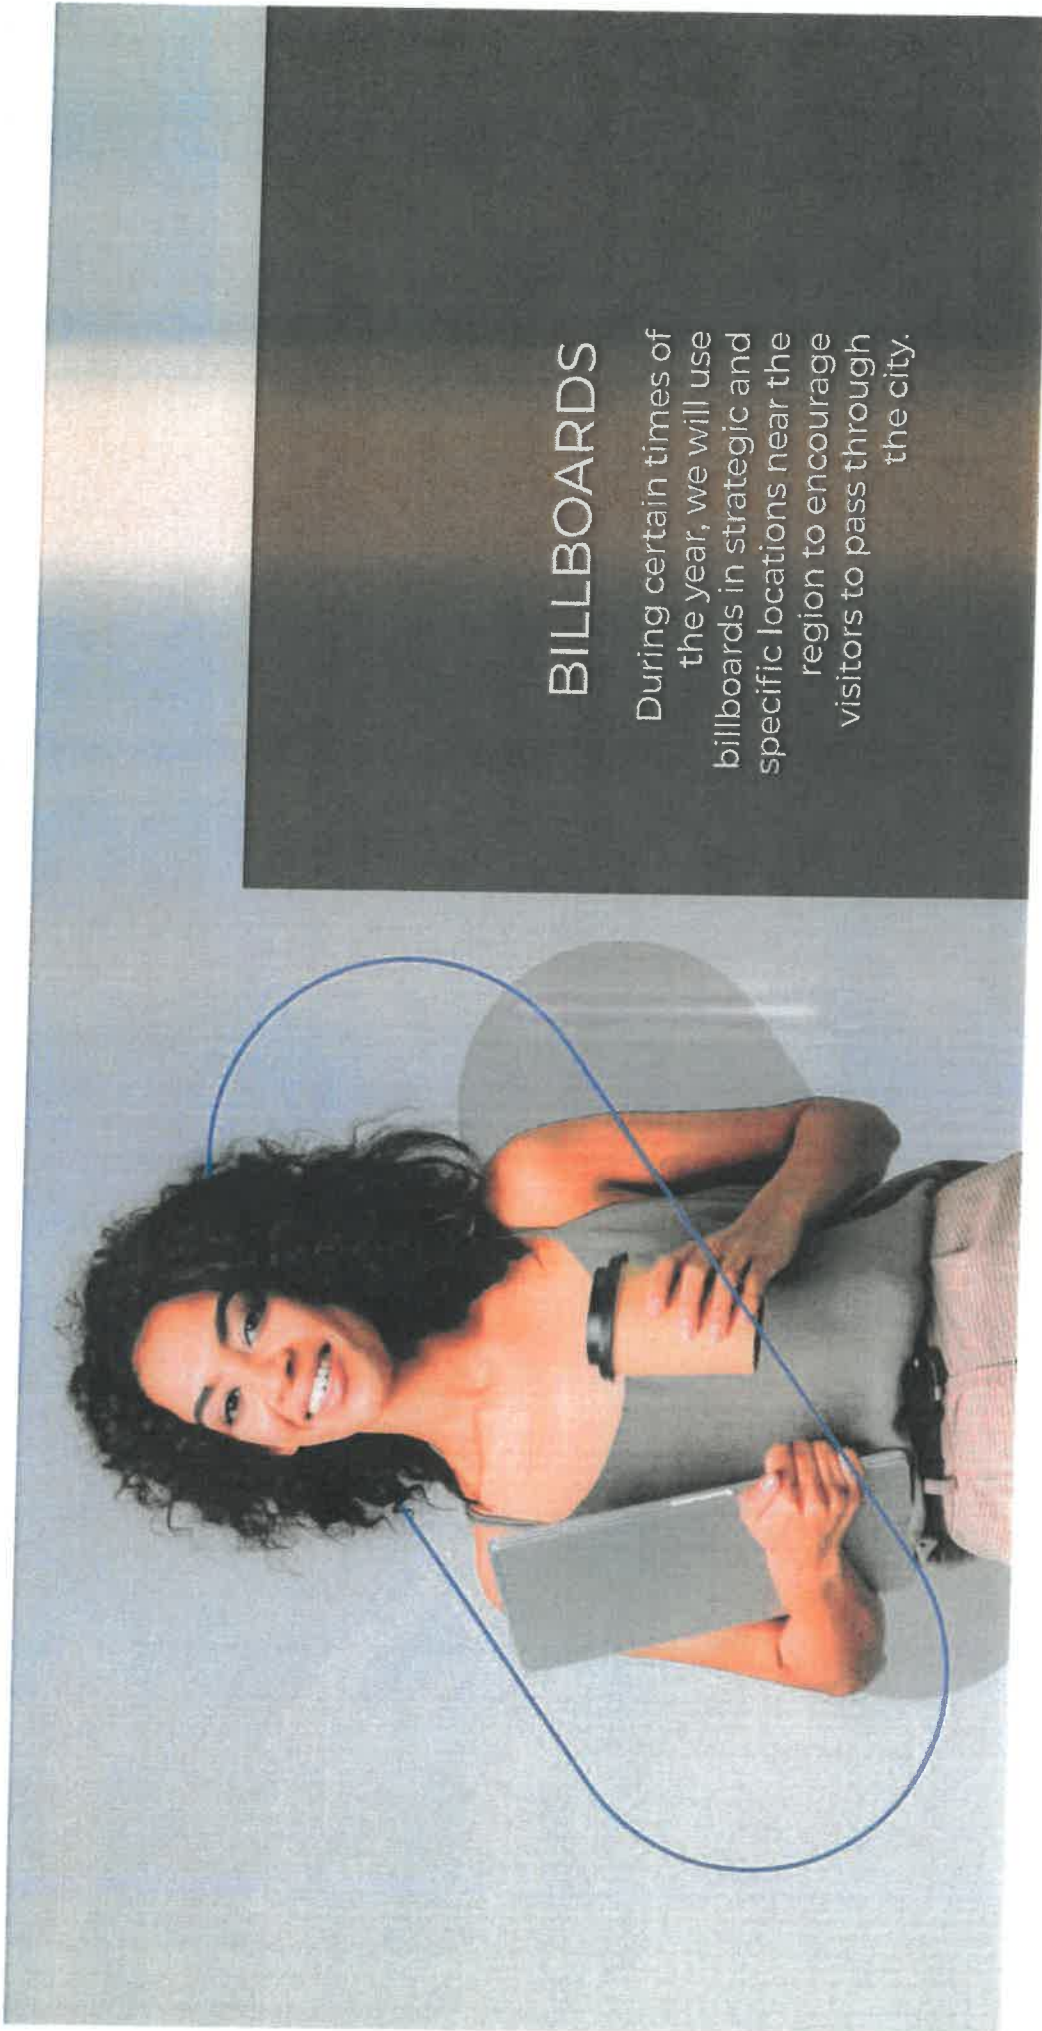 BILLBOARDS
During certain times of
the year, we will use
billboards in strategic and
specific locations near the
region to encourage
visitors to pass through
the city.